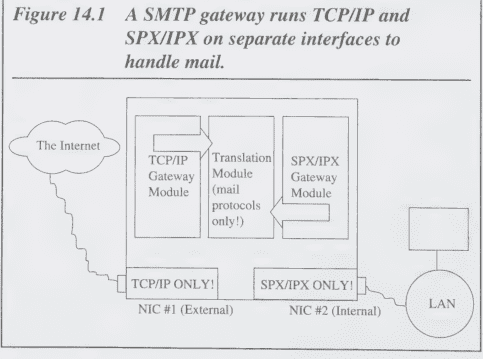 Figure 14.1 A SMTP gateway runs TCP/IP and
SPX/IPX on separate interfaces to
handle mail.
The Internet
TCP/IP
Gateway
Module
Translation
Module
(mail
protocols
only!)
SPX/IPX
Gateway
Module
TCP/IP ONLY!
SPX/IPX ONLY!
NIC #1 (External)
NIC #2 (Internal)
LAN